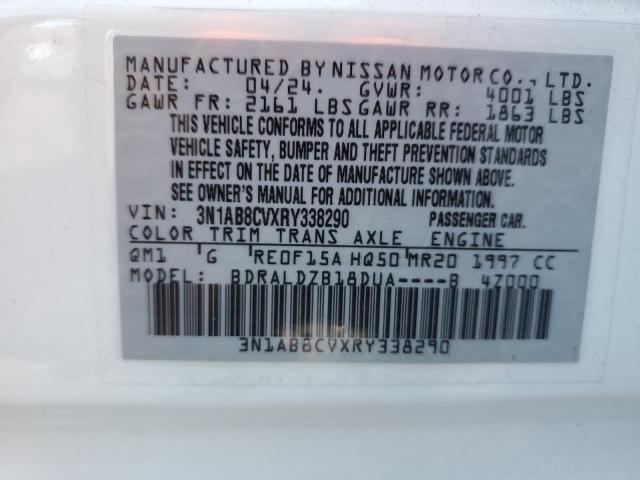 MANUFACTURED BY NISSAN MOTOR CO., LTD.
DATE: 04/24. GVWR: 4001 LBS
GAWR FR: 2161 LBS GAWR RR: 1863 LBS
THIS VEHICLE CONFORMS TO ALL APPLICABLE FEDERAL MOTOR
VEHICLE SAFETY, BUMPER AND THEFT PREVENTION STANDARDS
IN EFFECT ON THE DATE OF MANUFACTURE SHOWN ABOVE.
SEE OWNER'S MANUAL FOR ADDITIONAL INFORMATION.
VIN: 3N1AB8CVXRY338290 PASSENGER CAR.
COLOR TRIM TRANS AXLE ENGINE
QM1 G RE0F15A HQ50 MR20 1997 CC
MODEL: BDRALDZB18DUA----B 4Z000
3N1AB8CVXRY338290